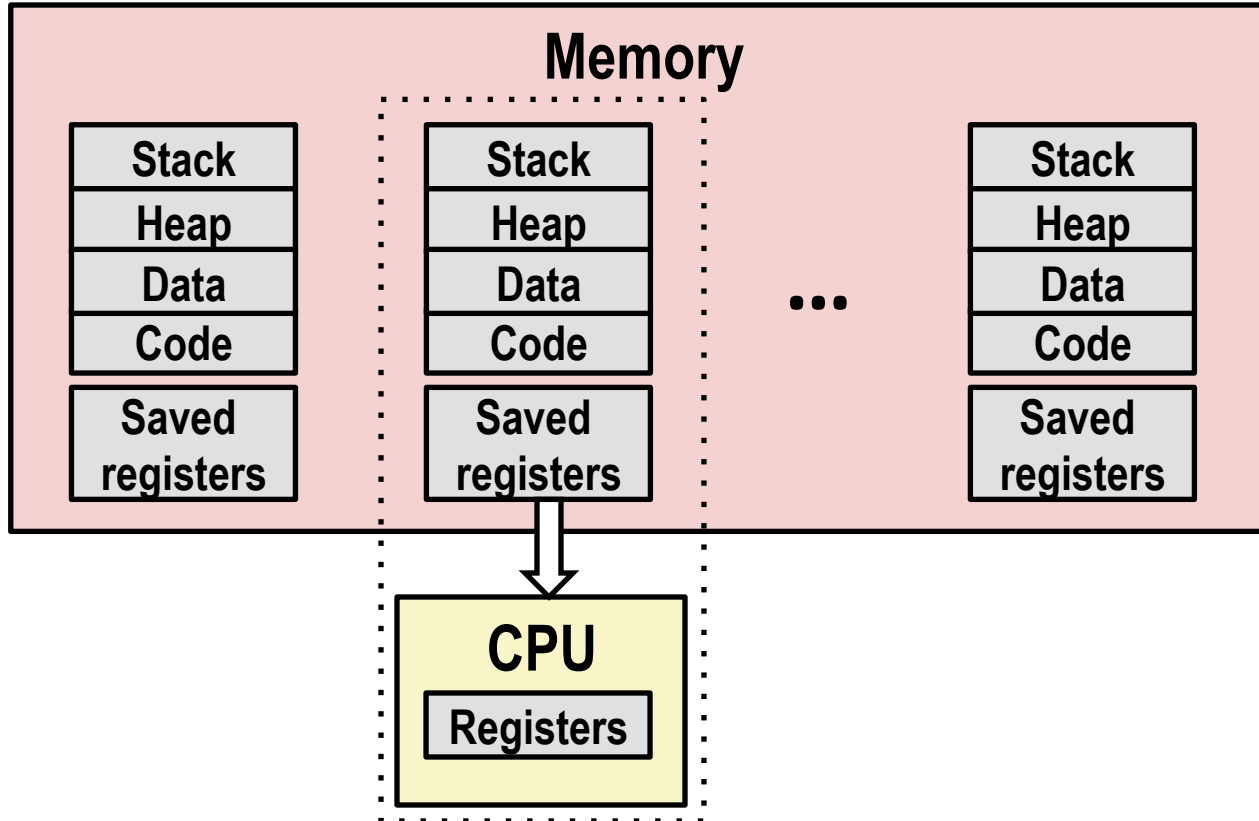 Memory
Stack
Heap
Data
Code
Saved
registers
Stack
Heap
Data
Code
Saved
registers
...
Stack
Heap
Data
Code
Saved
registers
CPU
Registers